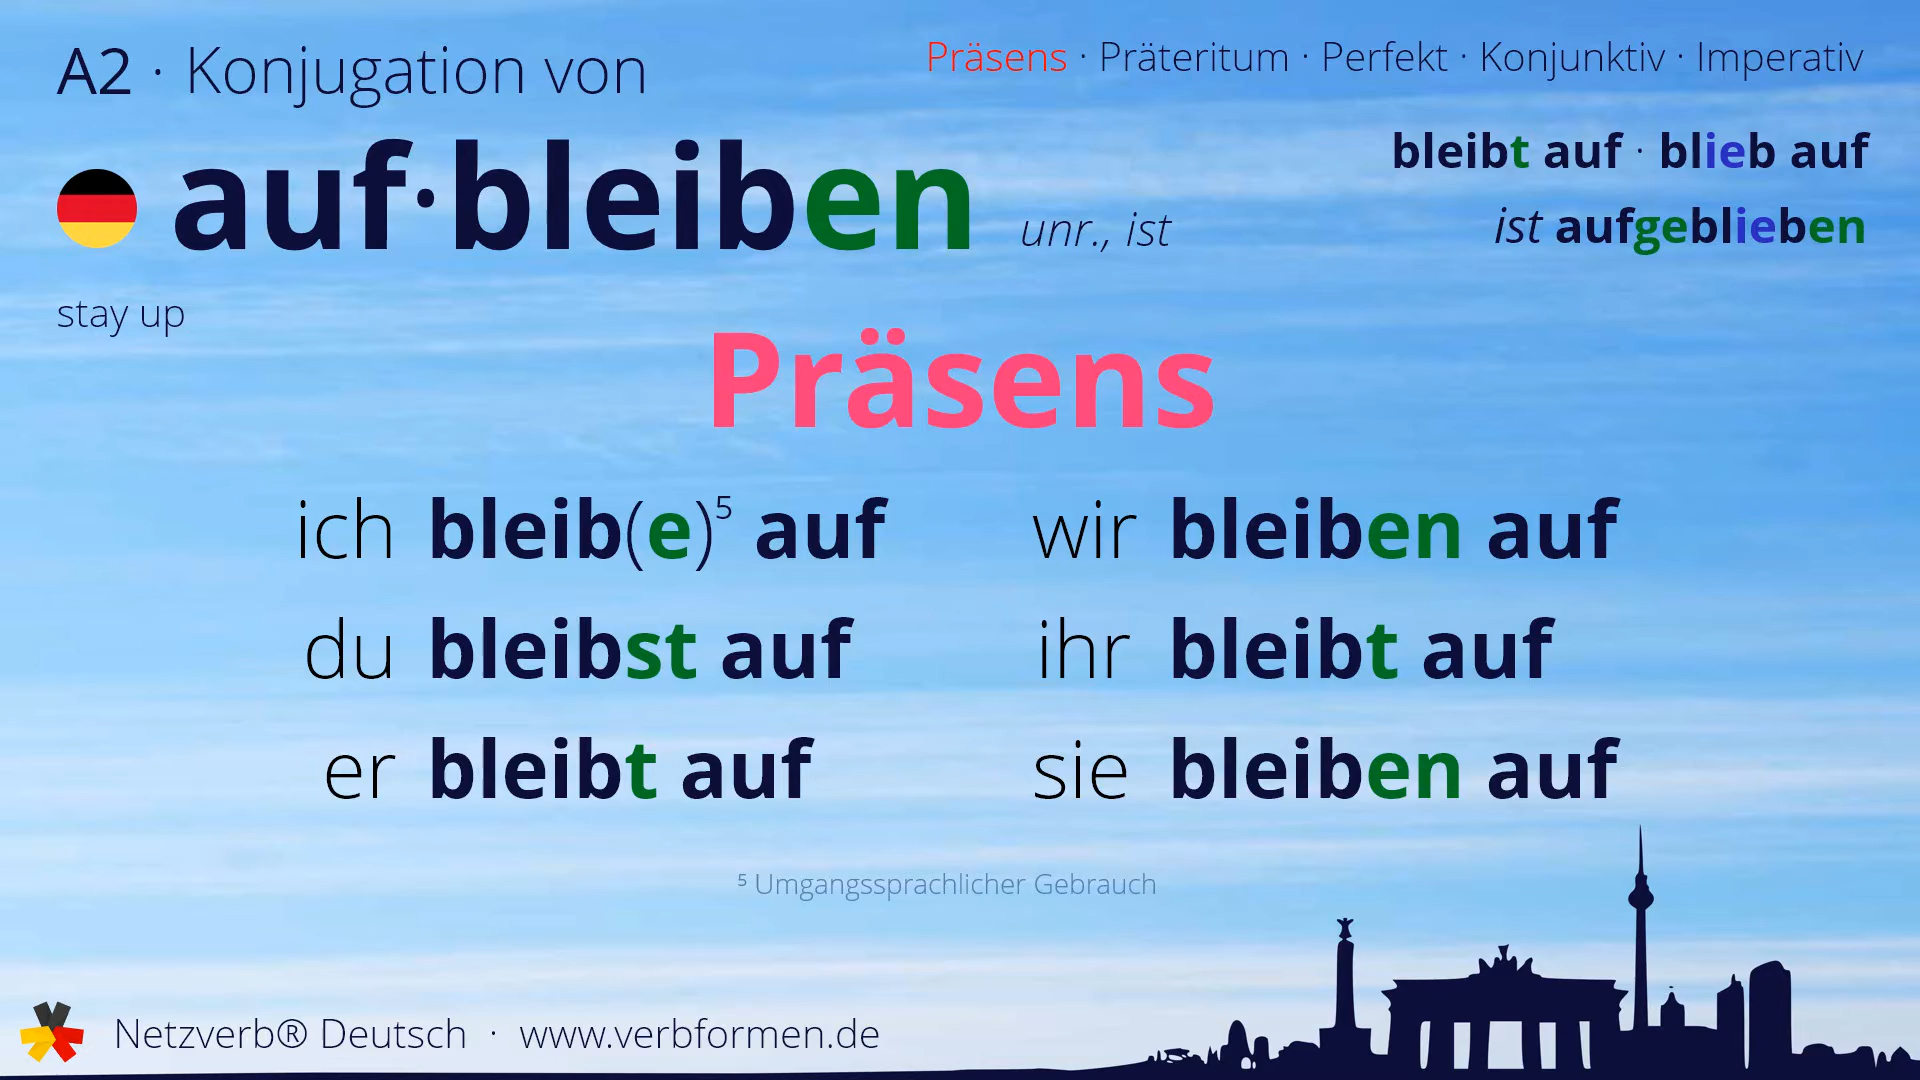 A2 · Konjugation von
Präsens · Präteritum · Perfekt · Konjunktiv · Imperativ
auf·bleiben unr., ist
bleibt auf · blieb auf
ist aufgeblieben
stay up
Präsens
ich bleib(e)⁵ auf
du bleibst auf
er bleibt auf
wir bleiben auf
ihr bleibt auf
sie bleiben auf
⁵ Umgangssprachlicher Gebrauch
Netzverb® Deutsch · www.verbformen.de